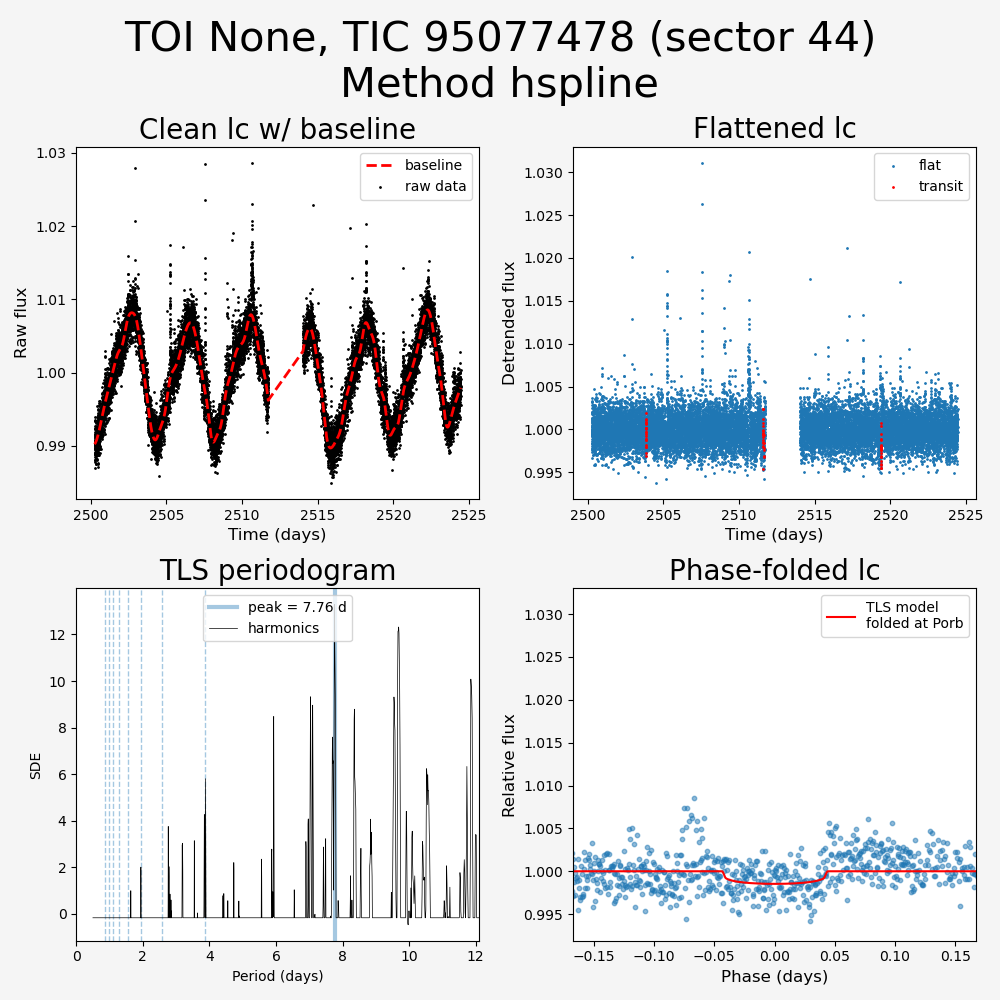 TOI None, TIC 95077478 (sector 44)
Method hspline
Clean lc w/ baseline
Raw flux
1.03
1.02
1.01
1.00
0.99
baseline
raw data
2500
2505
2510
2515
2520
2525
Time (days)
Flattened lc
Detrended flux
1.030
1.025
1.020
1.015
1.010
1.005
1.000
0.995
flat
transit
2500
2505
2510
2515
2520
2525
Time (days)
TLS periodogram
SDE
12
10
8
6
4
2
0
peak = 7.76 d
harmonics
0
2
4
6
8
10
12
Period (days)
Phase-folded lc
Relative flux
1.030
1.025
1.020
1.015
1.010
1.005
1.000
0.995
TLS model
folded at Porb
−0.15
−0.10
−0.05
0.00
0.05
0.10
0.15
Phase (days)